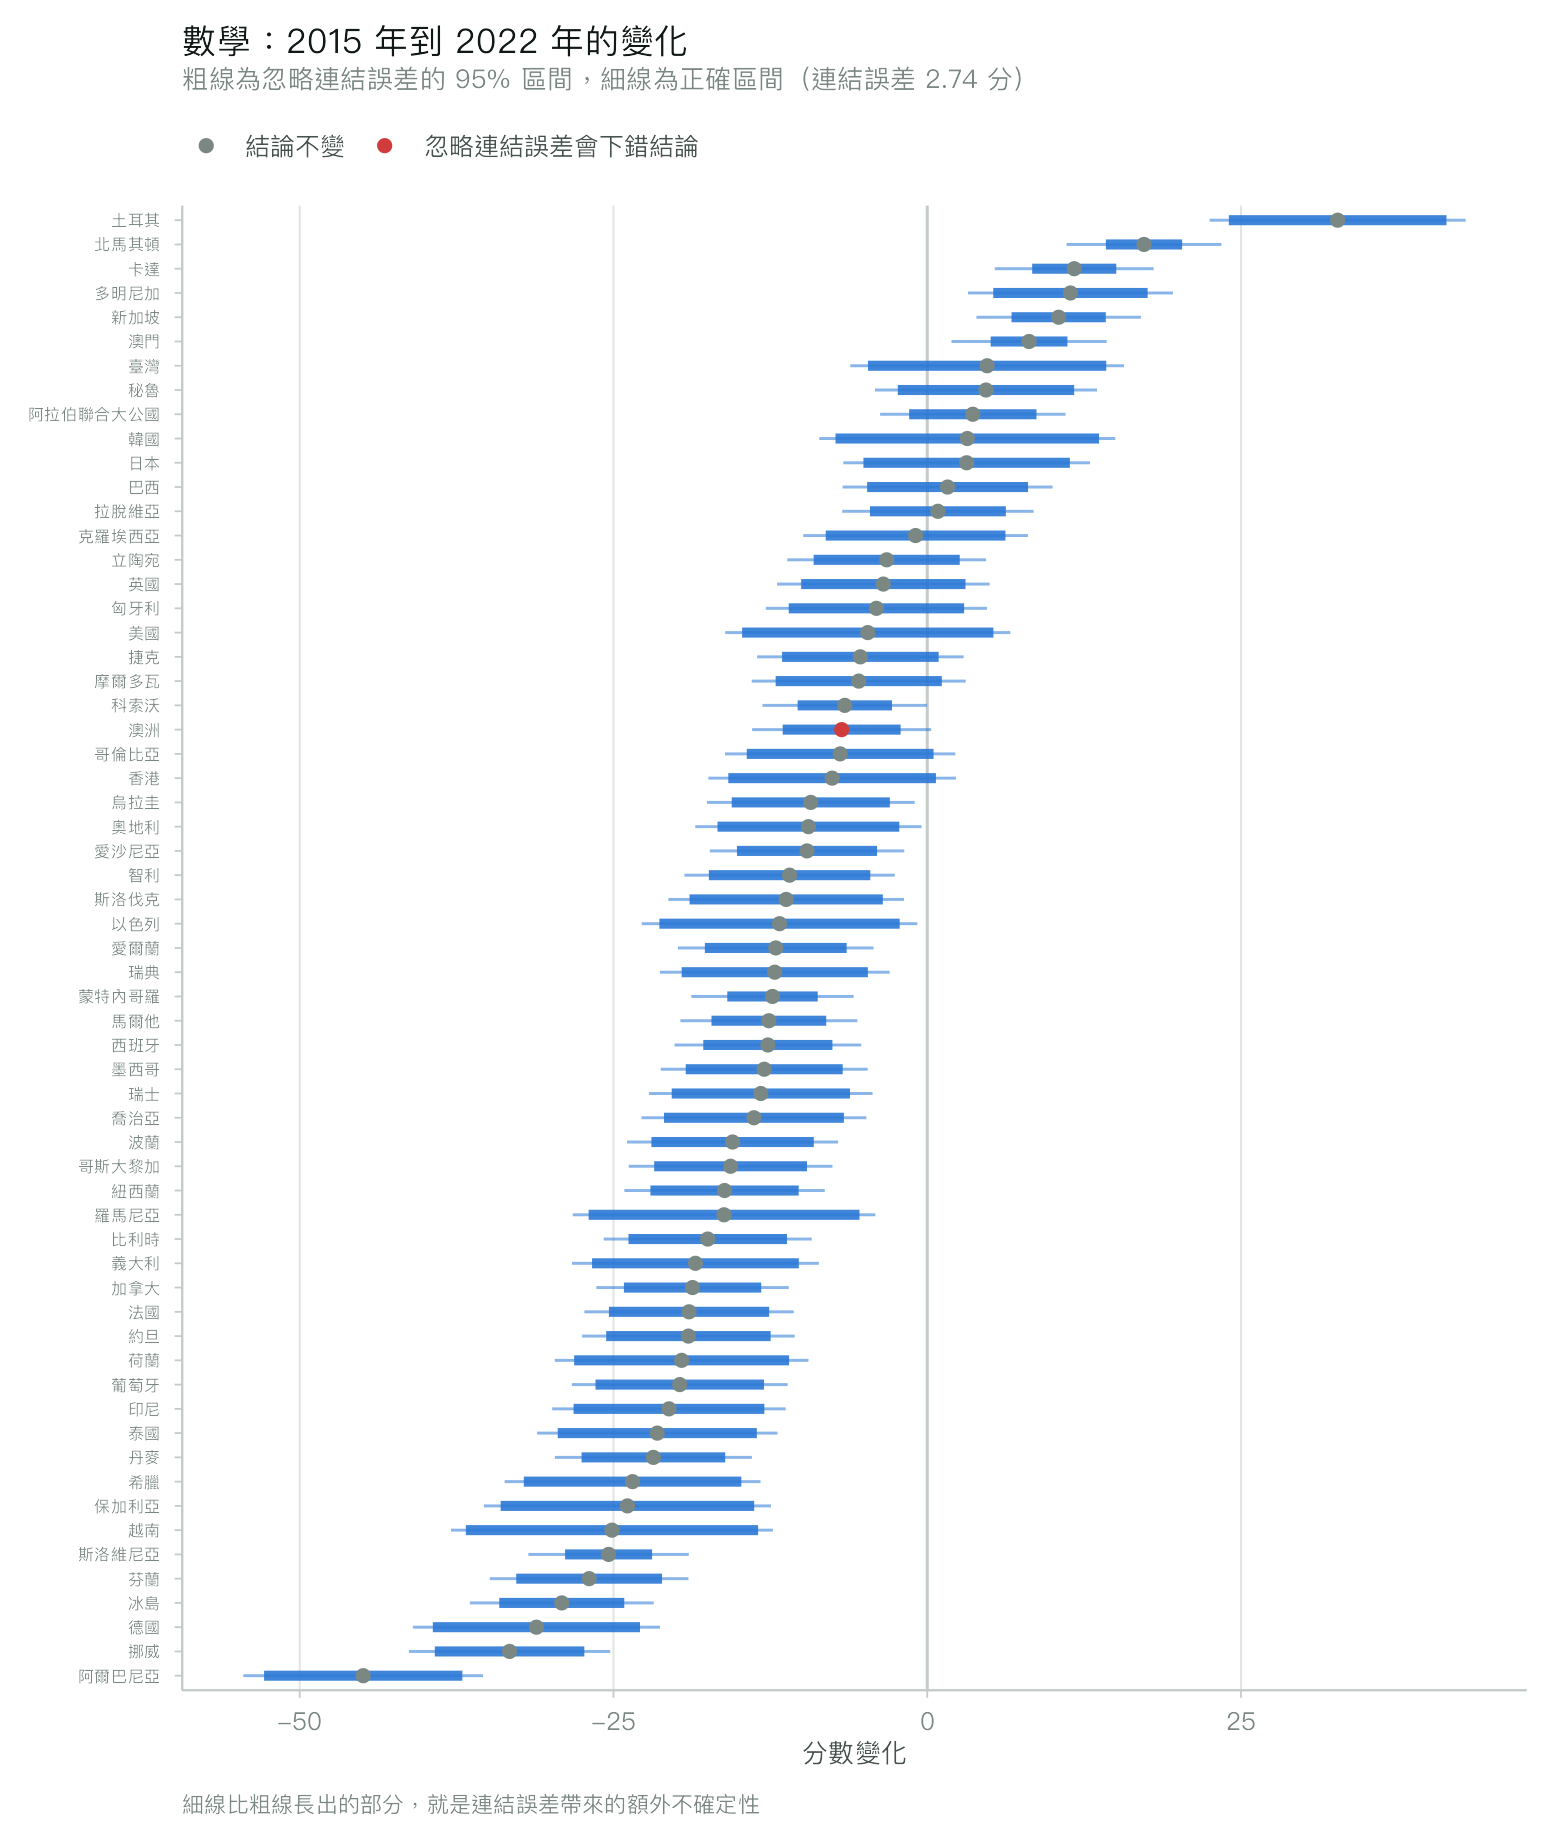 數學：2015 年到 2022 年的變化
粗線為忽略連結誤差的 95% 區間，細線為正確區間（連結誤差 2.74 分）
結論不變
忽略連結誤差會下錯結論
土耳其
北馬其頓
卡達
多明尼加
新加坡
澳門
臺灣
秘魯
阿拉伯聯合大公國
韓國
日本
巴西
拉脫維亞
克羅埃西亞
立陶宛
英國
匈牙利
美國
捷克
摩爾多瓦
科索沃
澳洲
哥倫比亞
香港
烏拉圭
奧地利
愛沙尼亞
智利
斯洛伐克
以色列
愛爾蘭
瑞典
蒙特內哥羅
馬爾他
西班牙
墨西哥
瑞士
喬治亞
波蘭
哥斯大黎加
紐西蘭
羅馬尼亞
比利時
義大利
加拿大
法國
約旦
荷蘭
葡萄牙
印尼
泰國
丹麥
希臘
保加利亞
越南
斯洛維尼亞
芬蘭
冰島
德國
挪威
阿爾巴尼亞
−50
−25
0
25
分數變化
細線比粗線長出的部分，就是連結誤差帶來的額外不確定性